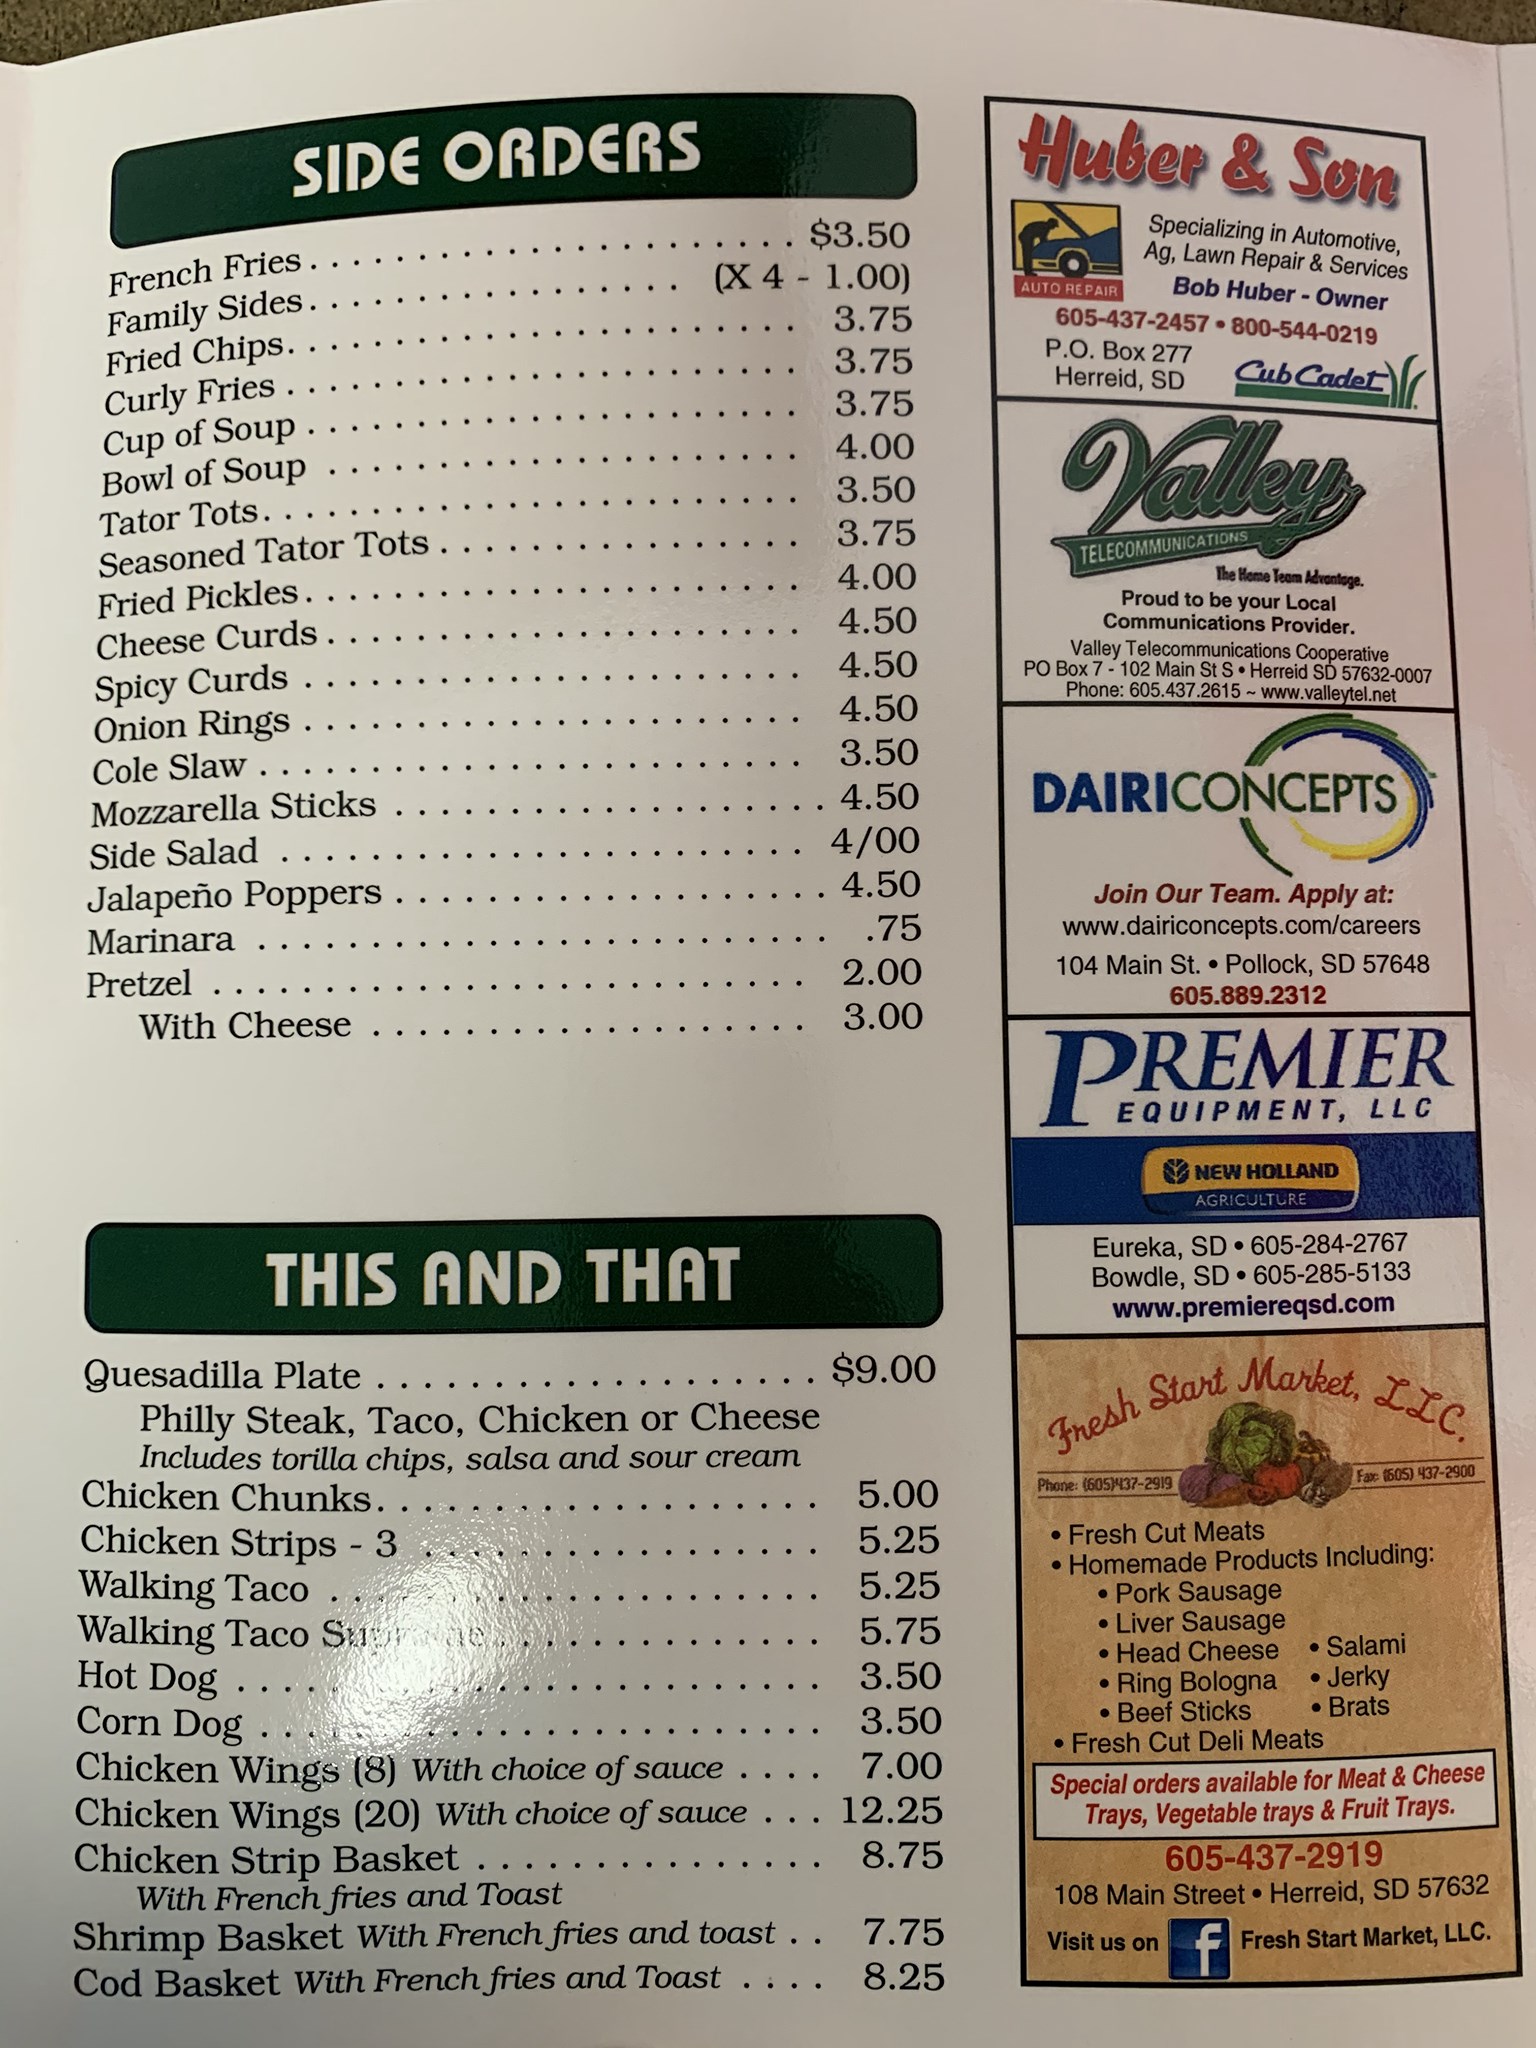 SIDE ORDERS
French Fries . . . . . . . . . . . . . . . . . . $3.50
Family Sides . . . . . . . . . . . . . . (X 4 - 1.00)
Fried Chips . . . . . . . . . . . . . . . . . . . 3.75
Curly Fries . . . . . . . . . . . . . . . . . . . 3.75
Cup of Soup . . . . . . . . . . . . . . . . . . 3.75
Bowl of Soup . . . . . . . . . . . . . . . . . 4.00
Tator Tots . . . . . . . . . . . . . . . . . . . 3.50
Seasoned Tator Tots . . . . . . . . . . . . . 3.75
Fried Pickles . . . . . . . . . . . . . . . . . . 4.00
Cheese Curds . . . . . . . . . . . . . . . . . 4.50
Spicy Curds . . . . . . . . . . . . . . . . . . 4.50
Onion Rings . . . . . . . . . . . . . . . . . . 4.50
Cole Slaw . . . . . . . . . . . . . . . . . . . . 3.50
Mozzarella Sticks . . . . . . . . . . . . . . . . 4.50
Side Salad . . . . . . . . . . . . . . . . . . . 4/00
Jalapeño Poppers . . . . . . . . . . . . . . . . 4.50
Marinara . . . . . . . . . . . . . . . . . . . . . .75
Pretzel . . . . . . . . . . . . . . . . . . . . . . 2.00
With Cheese . . . . . . . . . . . . . . . . 3.00
THIS AND THAT
Quesadilla Plate . . . . . . . . . . . . . . . . $9.00
Philly Steak, Taco, Chicken or Cheese
Includes torilla chips, salsa and sour cream
Chicken Chunks . . . . . . . . . . . . . . . . 5.00
Chicken Strips - 3 . . . . . . . . . . . . . . 5.25
Walking Taco . . . . . . . . . . . . . . . . . . 5.25
Walking Taco Supreme . . . . . . . . . . . . 5.75
Hot Dog . . . . . . . . . . . . . . . . . . . . . 3.50
Corn Dog . . . . . . . . . . . . . . . . . . . . 3.50
Chicken Wings (8) With choice of sauce . . . . 7.00
Chicken Wings (20) With choice of sauce . . . 12.25
Chicken Strip Basket . . . . . . . . . . . . . 8.75
With French fries and Toast
Shrimp Basket With French fries and toast . . 7.75
Cod Basket With French fries and Toast . . . . 8.25
Huber & Son
Specializing in Automotive,
Ag, Lawn Repair & Services
AUTO REPAIR
Bob Huber - Owner
605-437-2457 • 800-544-0219
P.O. Box 277
Herreid, SD
Cub Cadet
Valley
TELECOMMUNICATIONS
The Home Team Advantage.
Proud to be your Local
Communications Provider.
Valley Telecommunications Cooperative
PO Box 7 - 102 Main St S • Herreid SD 57632-0007
Phone: 605.437.2615 ~ www.valleytel.net
DAIRICONCEPTS
Join Our Team. Apply at:
www.dairiconcepts.com/careers
104 Main St. • Pollock, SD 57648
605.889.2312
PREMIER
EQUIPMENT, LLC
NEW HOLLAND
AGRICULTURE
Eureka, SD • 605-284-2767
Bowdle, SD • 605-285-5133
www.premiereqsd.com
Fresh Start Market, LLC.
Phone: (605)437-2919 Fax: (605) 437-2900
• Fresh Cut Meats
• Homemade Products Including:
• Pork Sausage
• Liver Sausage
• Head Cheese • Salami
• Ring Bologna • Jerky
• Beef Sticks • Brats
• Fresh Cut Deli Meats
Special orders available for Meat & Cheese
Trays, Vegetable trays & Fruit Trays.
605-437-2919
108 Main Street • Herreid, SD 57632
Visit us on f Fresh Start Market, LLC.